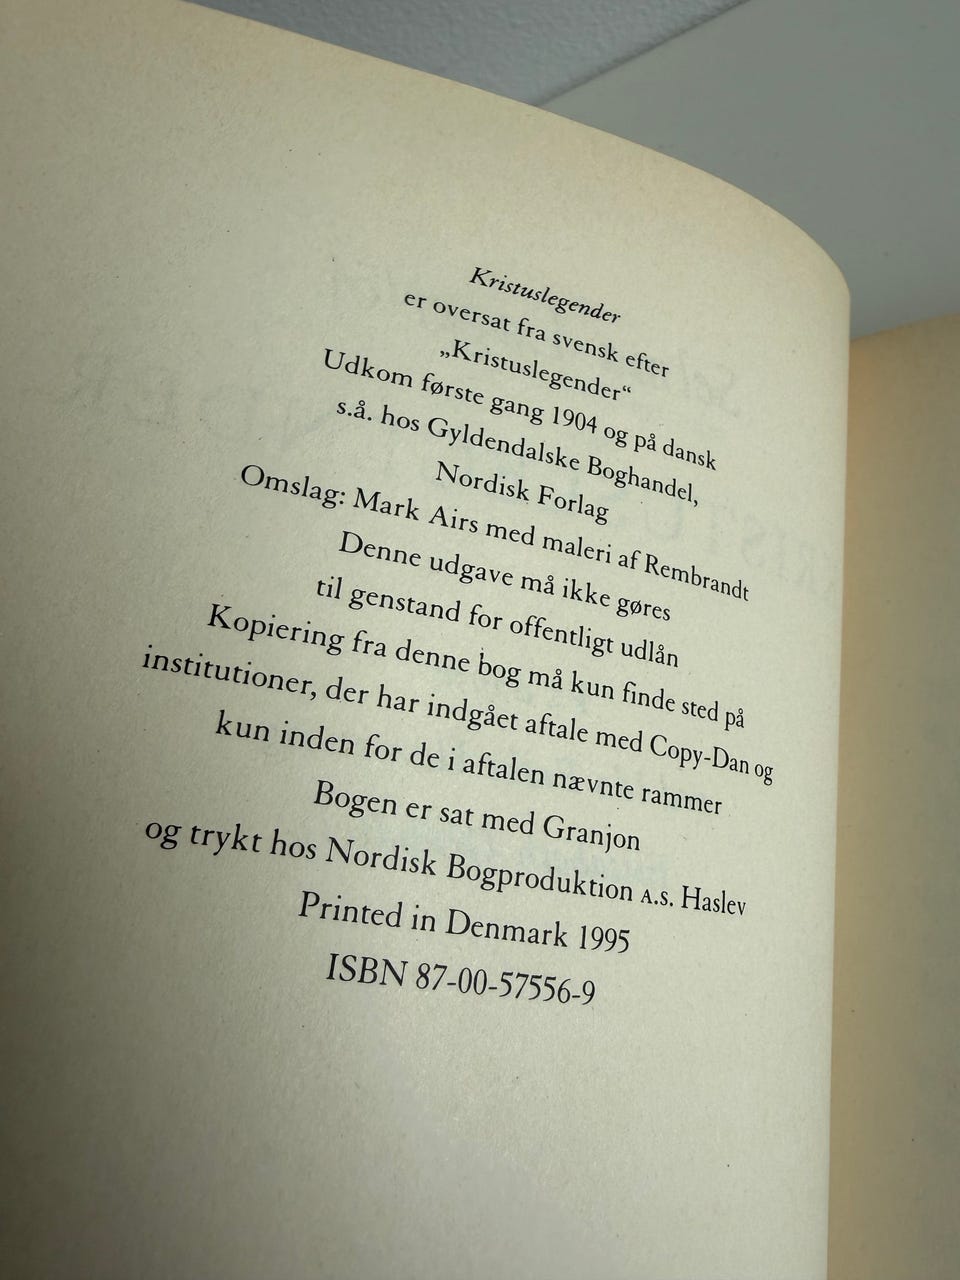 Kristuslegender
er oversat fra svensk efter
„Kristuslegender“
Udkom første gang 1904 og på dansk
s.å. hos Gyldendalske Boghandel,
Nordisk Forlag
Omslag: Mark Airs med maleri af Rembrandt
Denne udgave må ikke gøres
til genstand for offentligt udlån
Kopiering fra denne bog må kun finde sted på
institutioner, der har indgået aftale med Copy-Dan og
kun inden for de i aftalen nævnte rammer
Bogen er sat med Granjon
og trykt hos Nordisk Bogproduktion A.S. Haslev
Printed in Denmark 1995
ISBN 87-00-57556-9